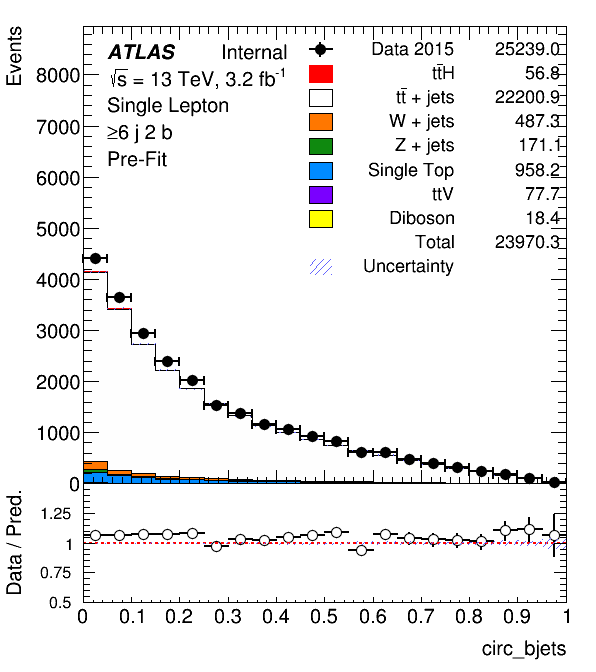 Events
ATLAS Internal
√s = 13 TeV, 3.2 fb⁻¹
Single Lepton
≥6 j 2 b
Pre-Fit
Data 2015 25239.0
tt̄H 56.8
tt̄ + jets 22200.9
W + jets 487.3
Z + jets 171.1
Single Top 958.2
ttV 77.7
Diboson 18.4
Total 23970.3
Uncertainty
8000
7000
6000
5000
4000
3000
2000
1000
0
Data / Pred.
1.25
1
0.75
0.5
0 0.1 0.2 0.3 0.4 0.5 0.6 0.7 0.8 0.9 1
circ_bjets